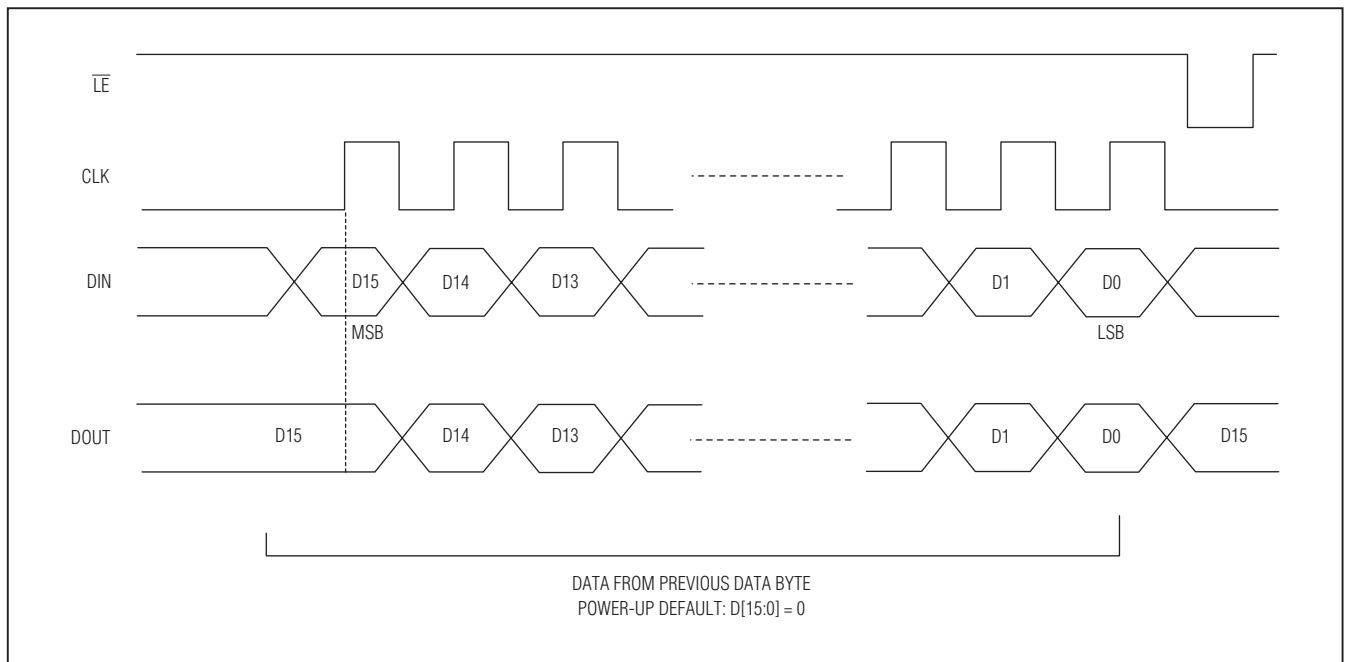 L̅E̅
CLK
DIN D15 D14 D13 D1 D0
MSB LSB
DOUT D15 D14 D13 D1 D0 D15
DATA FROM PREVIOUS DATA BYTE
POWER-UP DEFAULT: D[15:0] = 0